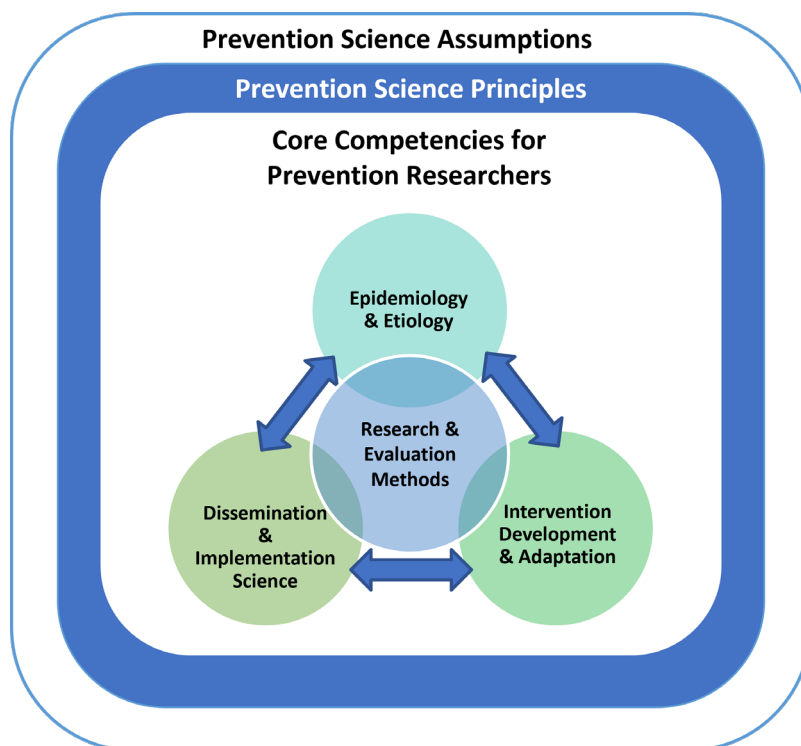 Prevention Science Assumptions
Prevention Science Principles
Core Competencies for
Prevention Researchers
Epidemiology
& Etiology
Research &
Evaluation
Methods
Dissemination
&
Implementation
Science
Intervention
Development
& Adaptation